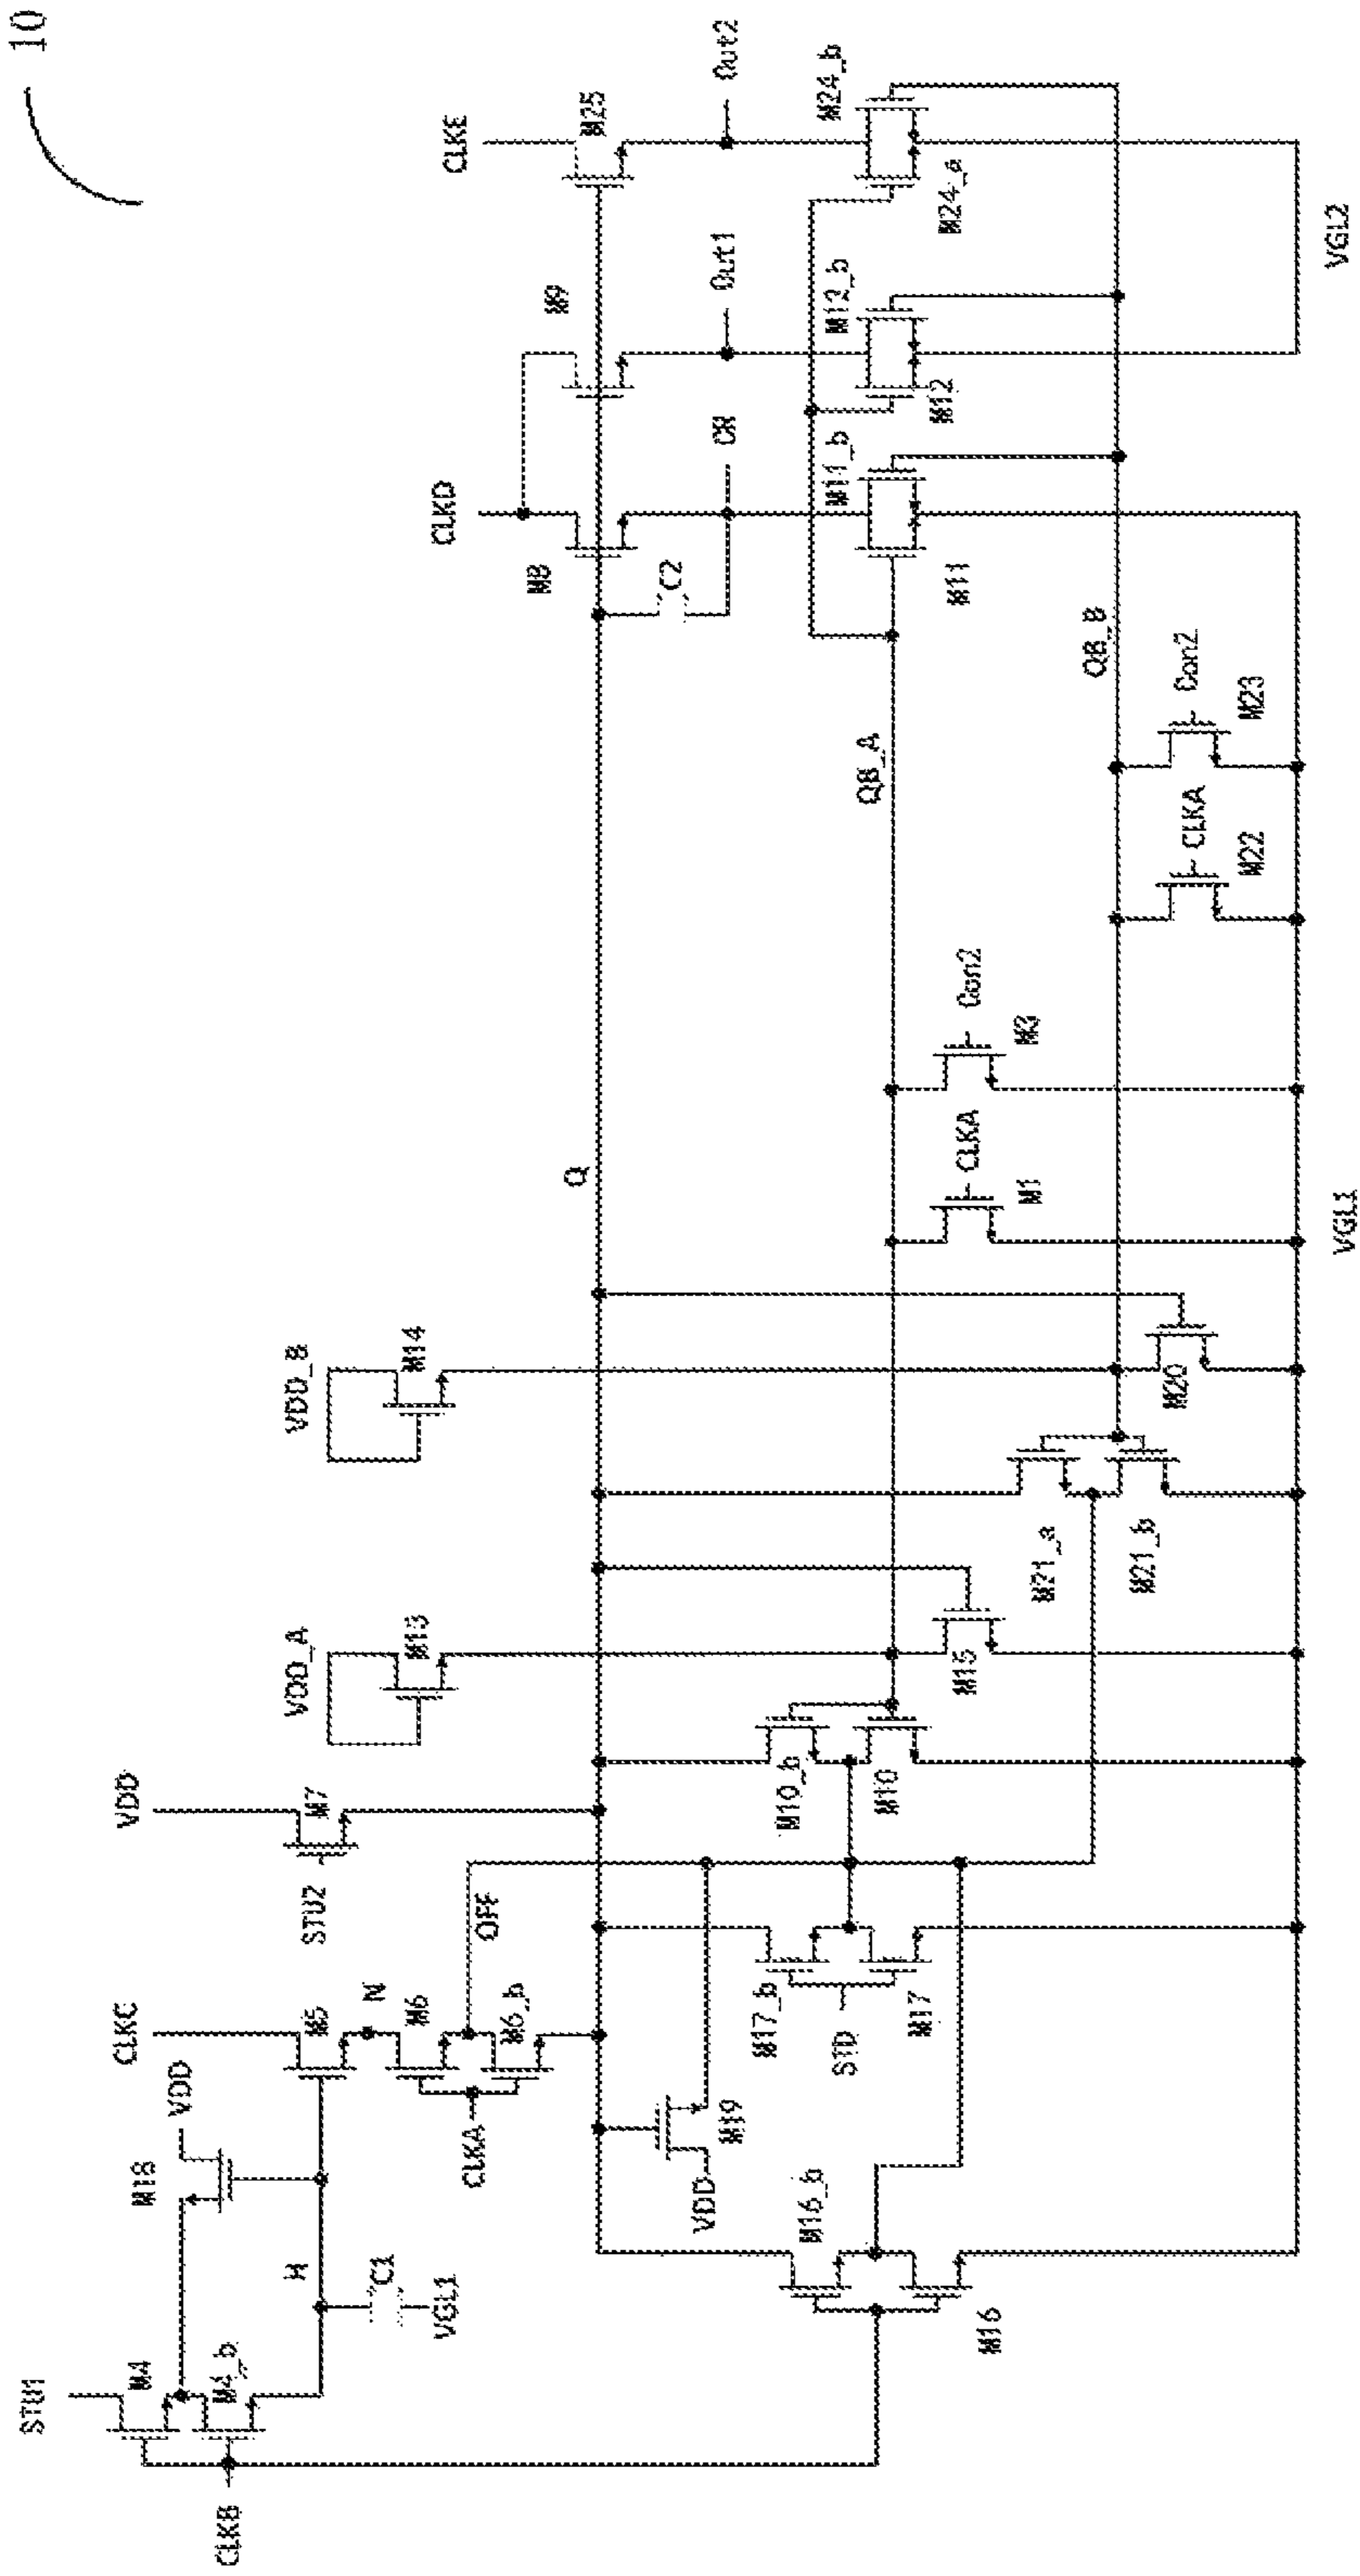 10
STU1
CLKB
M4
M4_b
H
C1
VGL1
M18
VDD
CLKC
M5
N
M6
M6_b
CLKA
OFF
STU2
VDD
M7
VDD_A
M13
VDD_B
M14
Q
CLKD
M8
C2
CR
M9
Out1
CLKE
M25
Out2
VDD
M19
M16_b
M16
M17_b
STD
M17
M10_b
M10
M15
M21_a
M21_b
M20
CLKA
M1
Con2
M3
QB_A
QB_B
CLKA
M22
Con2
M23
M11
M11_b
M12
M12_b
M24_a
M24_b
VGL1
VGL2